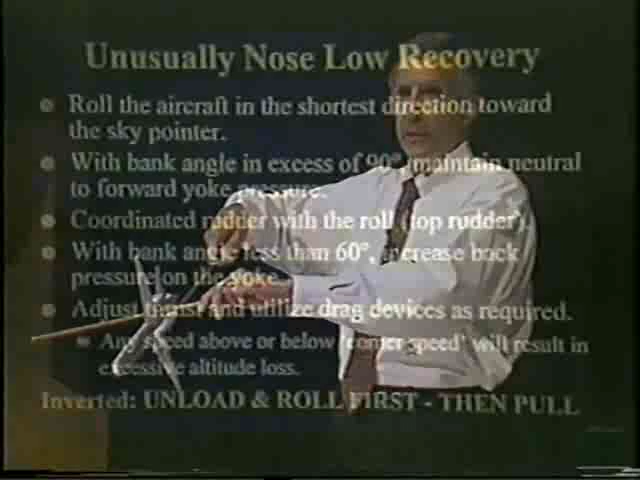 Unusually Nose Low Recovery
Roll the aircraft in the shortest direction toward
the sky pointer.
With bank angle in excess of 90° maintain neutral
to forward yoke pressure.
Coordinated rudder with the roll (top rudder).
With bank angle less than 60°, increase back
pressure on the yoke.
Adjust thrust and utilize drag devices as required.
Any speed above or below 'corner speed' will result in
excessive altitude loss.
Inverted: UNLOAD & ROLL FIRST - THEN PULL